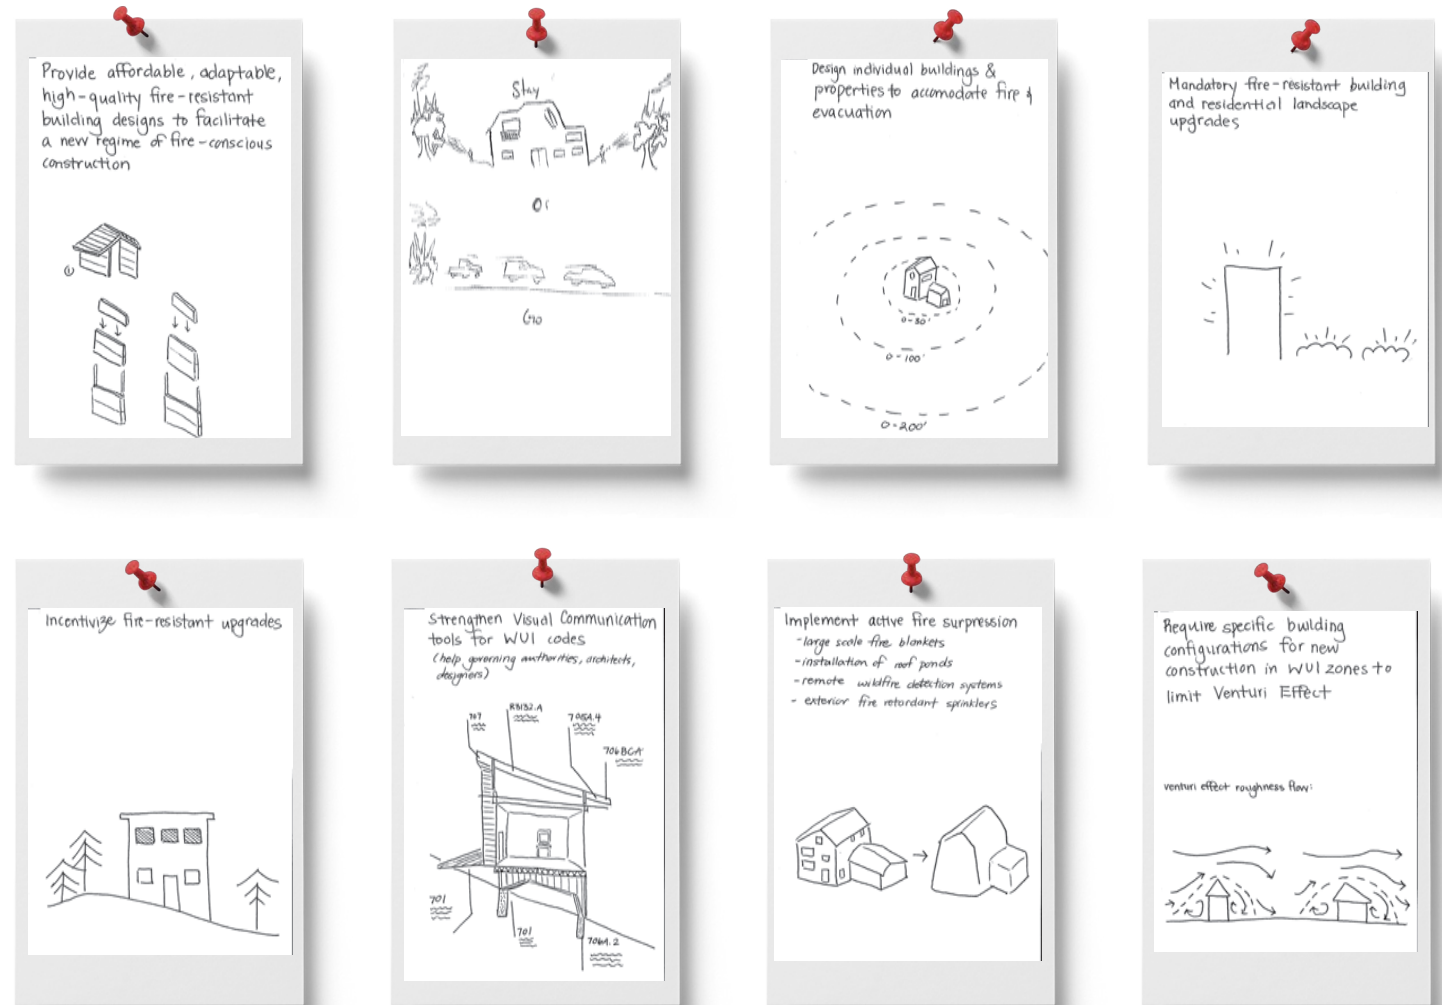 Provide affordable, adaptable,
high-quality fire-resistant
building designs to facilitate
a new regime of fire-conscious
construction
①
Stay
Or
Go
Design individual buildings &
properties to accomodate fire &
evacuation
0-30'
0-100'
0-200'
Mandatory fire-resistant building
and residential landscape
upgrades
Incentivize fire-resistant upgrades
Strengthen Visual Communication
tools for WUI codes
(help governing authorities, architects,
designers)
707
R5132.A
705A.4
706BCA
701
701
706A.2
Implement active fire surpression
-large scale fire blankets
-installation of roof ponds
-remote wildfire detection systems
- exterior fire retardant sprinklers
Require specific building
configurations for new
construction in WUI zones to
limit Venturi Effect
venturi effect roughness flow: